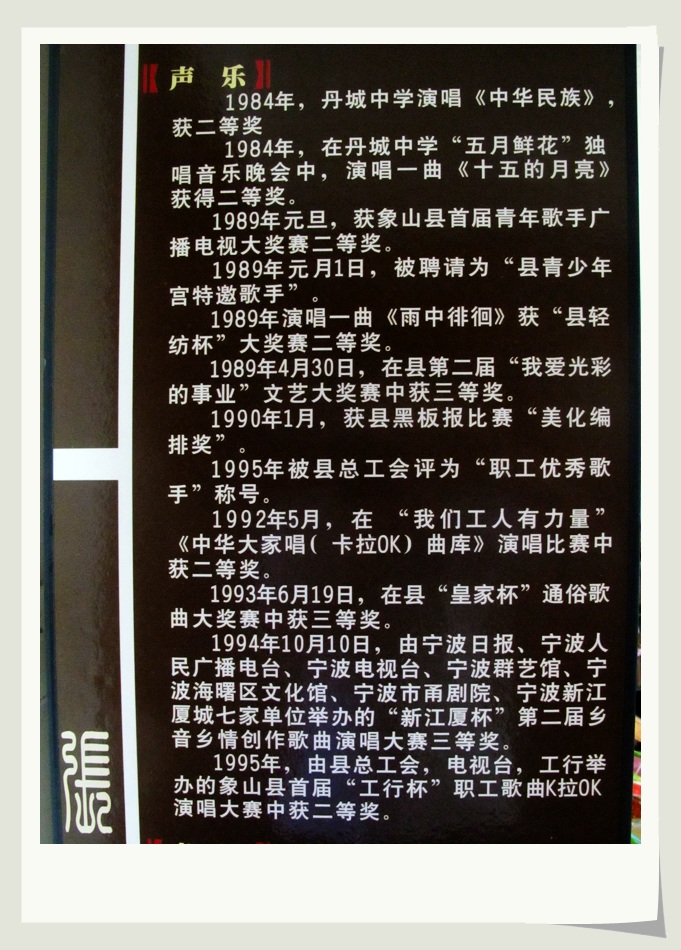 声 乐
1984年，丹城中学演唱《中华民族》，
获二等奖
1984年，在丹城中学“五月鲜花”独
唱音乐晚会中，演唱一曲《十五的月亮》
获得二等奖。
1989年元旦，获象山县首届青年歌手广
播电视大奖赛二等奖。
1989年元月1日，被聘请为“县青少年
宫特邀歌手”。
1989年演唱一曲《雨中徘徊》获“县轻
纺杯”大奖赛二等奖。
1989年4月30日，在县第二届“我爱光彩
的事业”文艺大奖赛中获三等奖。
1990年1月，获县黑板报比赛“美化编
排奖”。
1995年被县总工会评为“职工优秀歌
手”称号。
1992年5月，在 “我们工人有力量”
《中华大家唱( 卡拉OK）曲库》演唱比赛中
获二等奖。
1993年6月19日，在县“皇家杯”通俗歌
曲大奖赛中获三等奖。
1994年10月10日，由宁波日报、宁波人
民广播电台、宁波电视台、宁波群艺馆、宁
波海曙区文化馆、宁波市甬剧院、宁波新江
厦城七家单位举办的“新江厦杯”第二届乡
音乡情创作歌曲演唱大赛三等奖。
1995年，由县总工会，电视台，工行举
办的象山县首届“工行杯”职工歌曲K拉OK
演唱大赛中获二等奖。
張